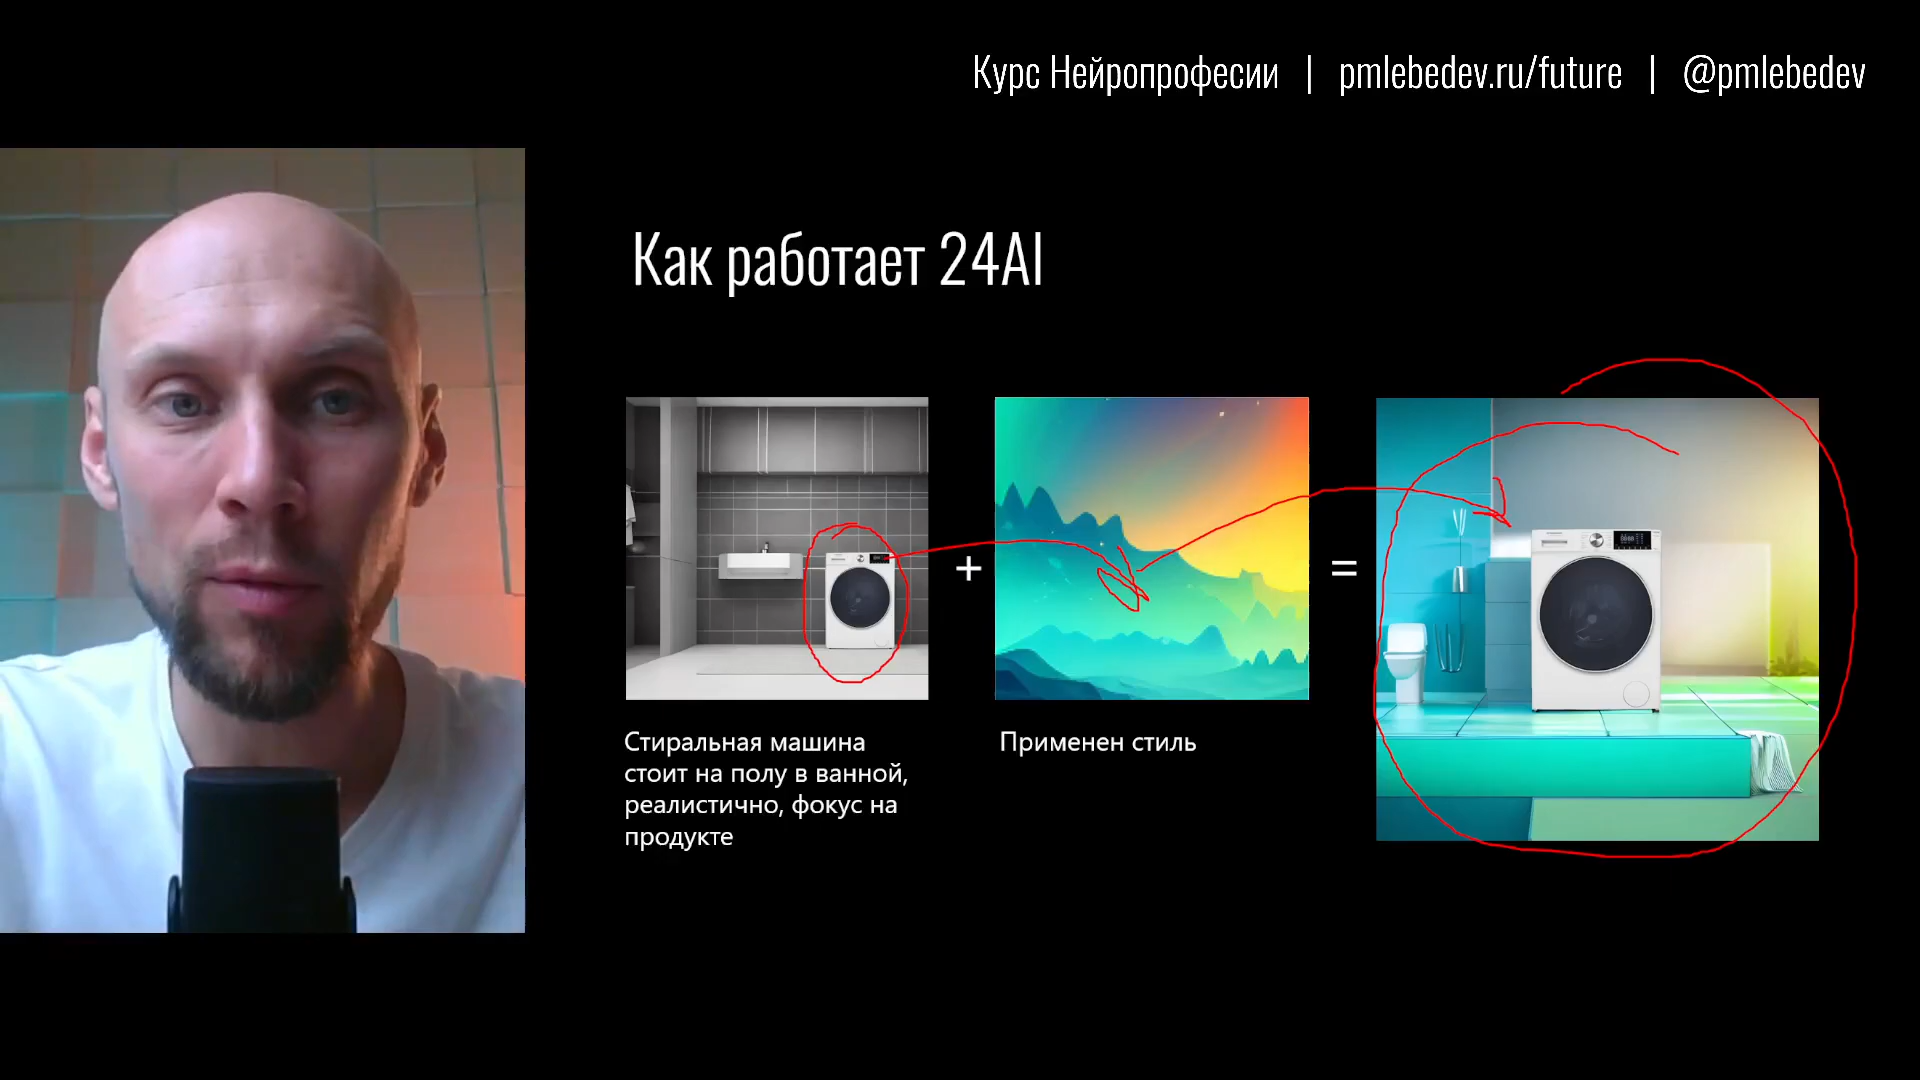 Курс Нейропрофесии | pmlebedev.ru/future | @pmlebedev
Как работает 24AI
+
=
Стиральная машина
стоит на полу в ванной,
реалистично, фокус на
продукте
Применен стиль